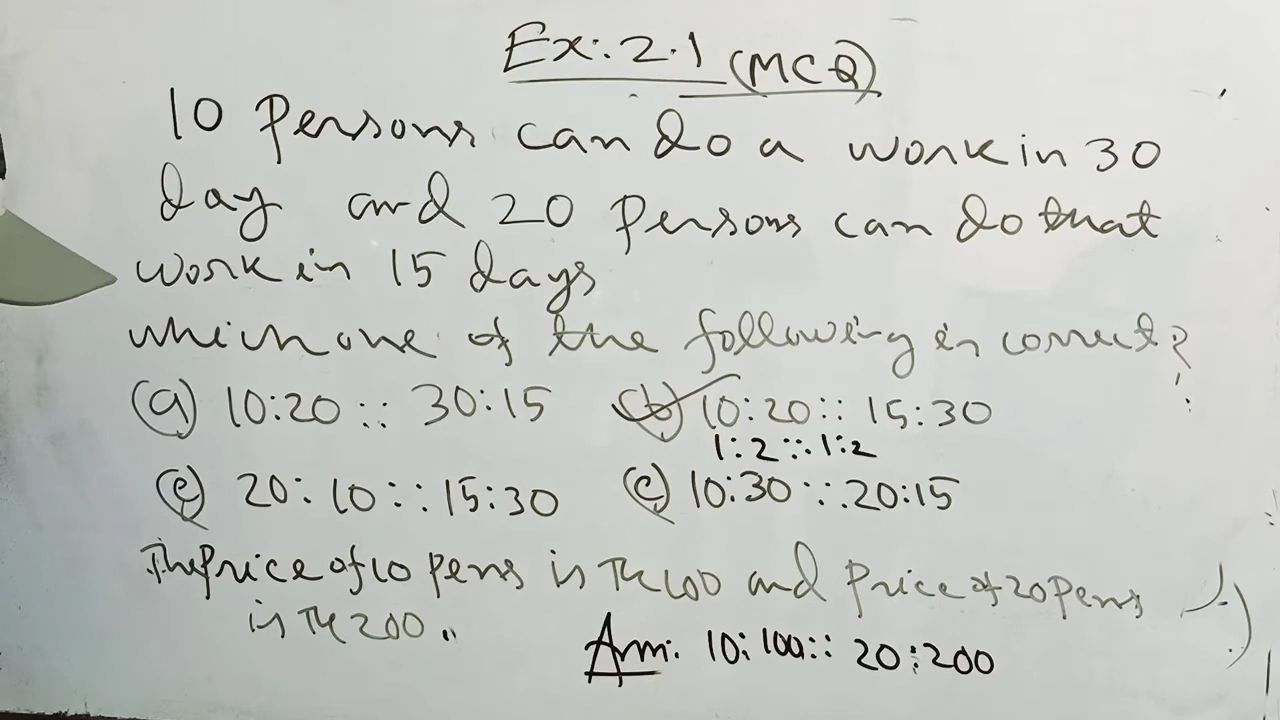 Ex:.2.1 (MCQ)
10 Persons can do a work in 30
day and 20 Persons can do that
work in 15 days
which one of the following is correct?
(a) 10:20 :: 30:15 (b) 10:20 :: 15:30
1:2 :: 1:2
(c) 20:10 :: 15:30 (c) 10:30 :: 20:15
The Price of 10 Pens is TK 100 and Price of 20 Pens
is TK 200 ..
Ans: 10:100 :: 20:200